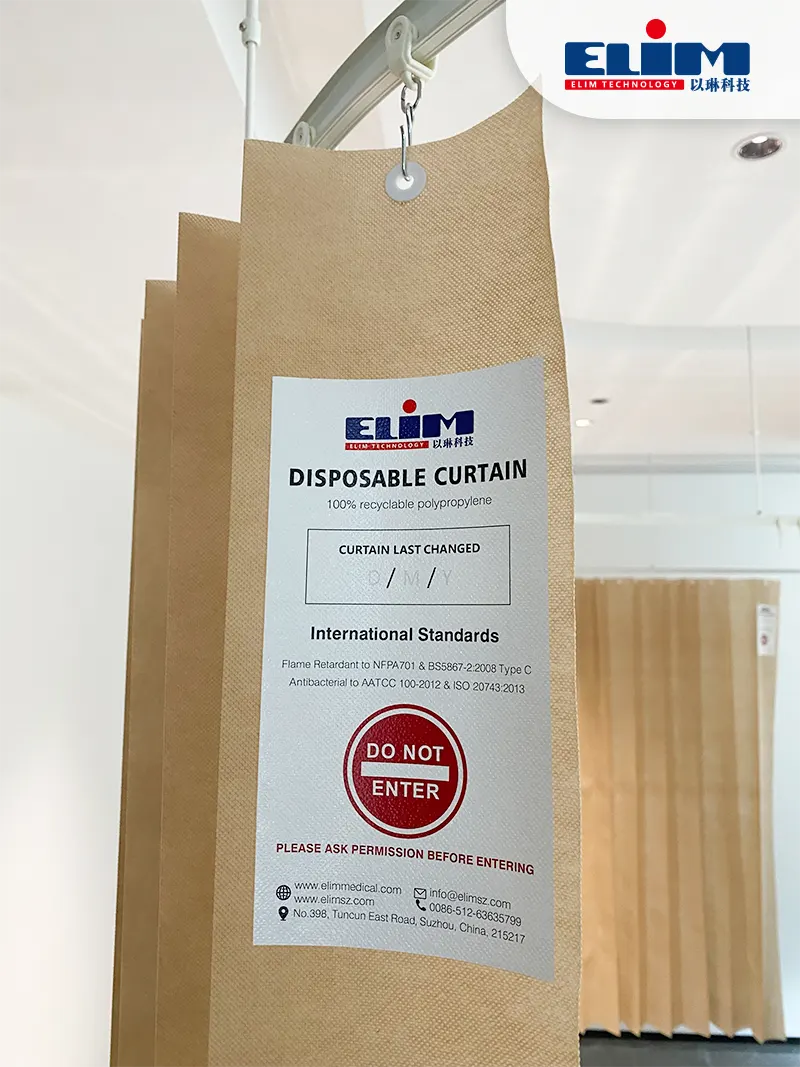 ELIM
ELIM TECHNOLOGY 以琳科技
ELIM
ELIM TECHNOLOGY 以琳科技
DISPOSABLE CURTAIN
100% recyclable polypropylene
CURTAIN LAST CHANGED
D / M / Y
International Standards
Flame Retardant to NFPA701 & BS5867-2:2008 Type C
Antibacterial to AATCC 100-2012 & ISO 20743:2013
DO NOT
ENTER
PLEASE ASK PERMISSION BEFORE ENTERING
www.elimmedical.com info@elimsz.com
www.elimsz.com 0086-512-63635799
No.398, Tuncun East Road, Suzhou, China, 215217